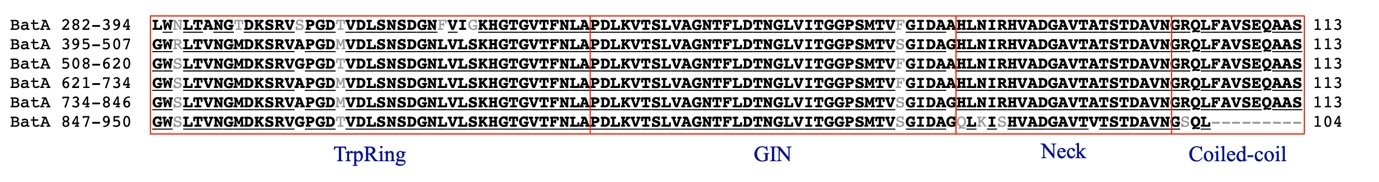 BatA 282-394 LWNLTANGTDKSRVSPGDTVDLSNSDGNFVIGKHGTGVTFNLAPDLKVTSLVAGNTFLDTNGLVITGGPSMTVFGIDAAHLNIRHVADGAVTATSTDAVNGRQLFAVSEQAAS 113
BatA 395-507 GWRLTVNGMDKSRVAPGDMVDLSNSDGNLVLSKHGTGVTFNLAPDLKVTSLVAGNTFLDTNGLVITGGPSMTVSGIDAGHLNIRHVADGAVTATSTDAVNGRQLFAVSEQAAS 113
BatA 508-620 GWSLTVNGMDKSRVGPGDTVDLSNSDGNLVLSKHGTGVTFNLAPDLKVTSLVAGNTFLDTNGLVITGGPSMTVFGIDAAHLNIRHVADGAVTATSTDAVNGRQLFAVSEQAAS 113
BatA 621-734 GWSLTVNGMDKSRVAPGDMVDLSNSDGNLVLSKHGTGVTFNLAPDLKVTSLVAGNTFLDTNGLVITGGPSMTVFGIDAAHLNIRHVADGAVTATSTDAVNGRQLFAVSEQAAS 113
BatA 734-846 GWSLTVNGMDKSRVAPGDMVDLSNSDGNLVLSKHGTGVTFNLAPDLKVTSLVAGNTFLDTNGLVITGGPSMTVSGIDAGHLNIRHVADGAVTATSTDAVNGRQLFAVSEQAAS 113
BatA 847-950 GWSLTVNGMDKSRVGPGDTVDLSNSDGNLVLSKHGTGVTFNLAPDLKVTSLVAGNTFLDTNGLVITGGPSMTVSGIDAGQLKISHVADGAVTVTSTDAVNGSQL--------- 104
TrpRing GIN Neck Coiled-coil